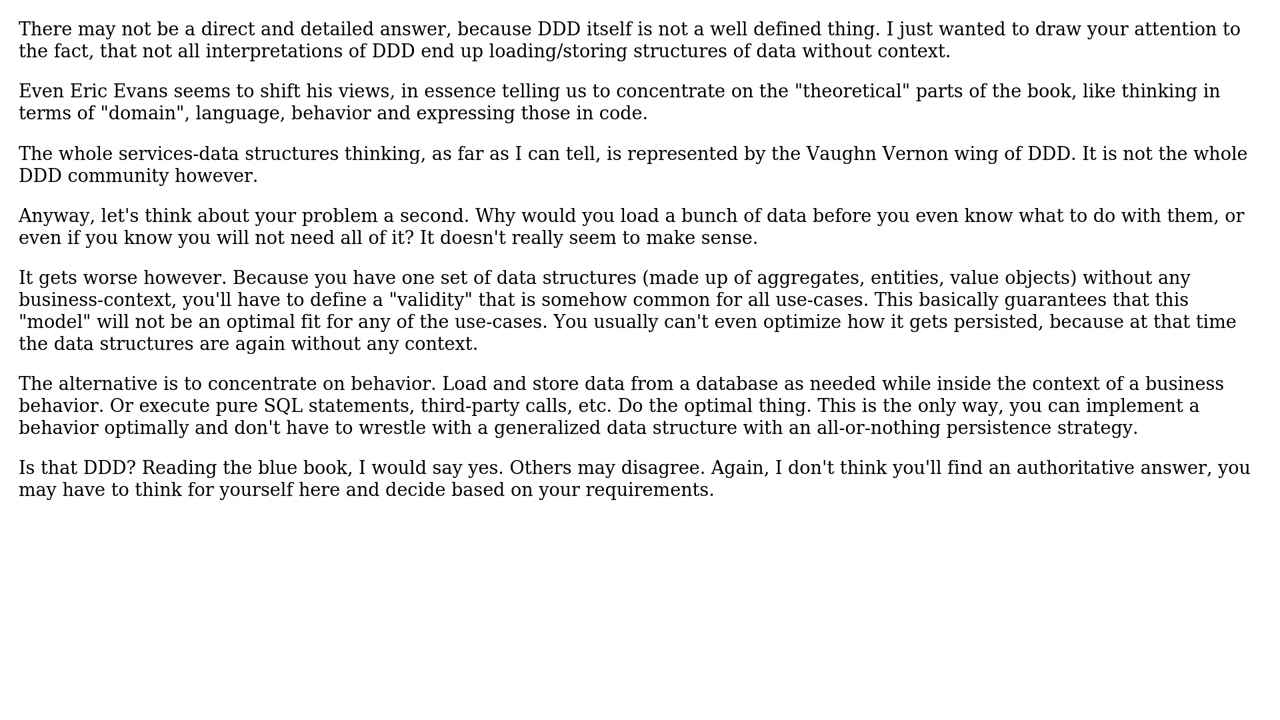 There may not be a direct and detailed answer, because DDD itself is not a well defined thing. I just wanted to draw your attention to
the fact, that not all interpretations of DDD end up loading/storing structures of data without context.
Even Eric Evans seems to shift his views, in essence telling us to concentrate on the "theoretical" parts of the book, like thinking in
terms of "domain", language, behavior and expressing those in code.
The whole services-data structures thinking, as far as I can tell, is represented by the Vaughn Vernon wing of DDD. It is not the whole
DDD community however.
Anyway, let's think about your problem a second. Why would you load a bunch of data before you even know what to do with them, or
even if you know you will not need all of it? It doesn't really seem to make sense.
It gets worse however. Because you have one set of data structures (made up of aggregates, entities, value objects) without any
business-context, you'll have to define a "validity" that is somehow common for all use-cases. This basically guarantees that this
"model" will not be an optimal fit for any of the use-cases. You usually can't even optimize how it gets persisted, because at that time
the data structures are again without any context.
The alternative is to concentrate on behavior. Load and store data from a database as needed while inside the context of a business
behavior. Or execute pure SQL statements, third-party calls, etc. Do the optimal thing. This is the only way, you can implement a
behavior optimally and don't have to wrestle with a generalized data structure with an all-or-nothing persistence strategy.
Is that DDD? Reading the blue book, I would say yes. Others may disagree. Again, I don't think you'll find an authoritative answer, you
may have to think for yourself here and decide based on your requirements.